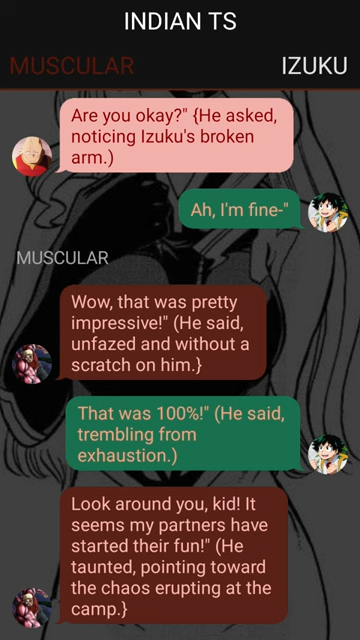 INDIAN TS
MUSCULAR
IZUKU
Are you okay?" {He asked,
noticing Izuku's broken
arm.)
Ah, I'm fine-"
MUSCULAR
Wow, that was pretty
impressive!" (He said,
unfazed and without a
scratch on him.}
That was 100%!" (He said,
trembling from
exhaustion.)
Look around you, kid! It
seems my partners have
started their fun!" (He
taunted, pointing toward
the chaos erupting at the
camp.}